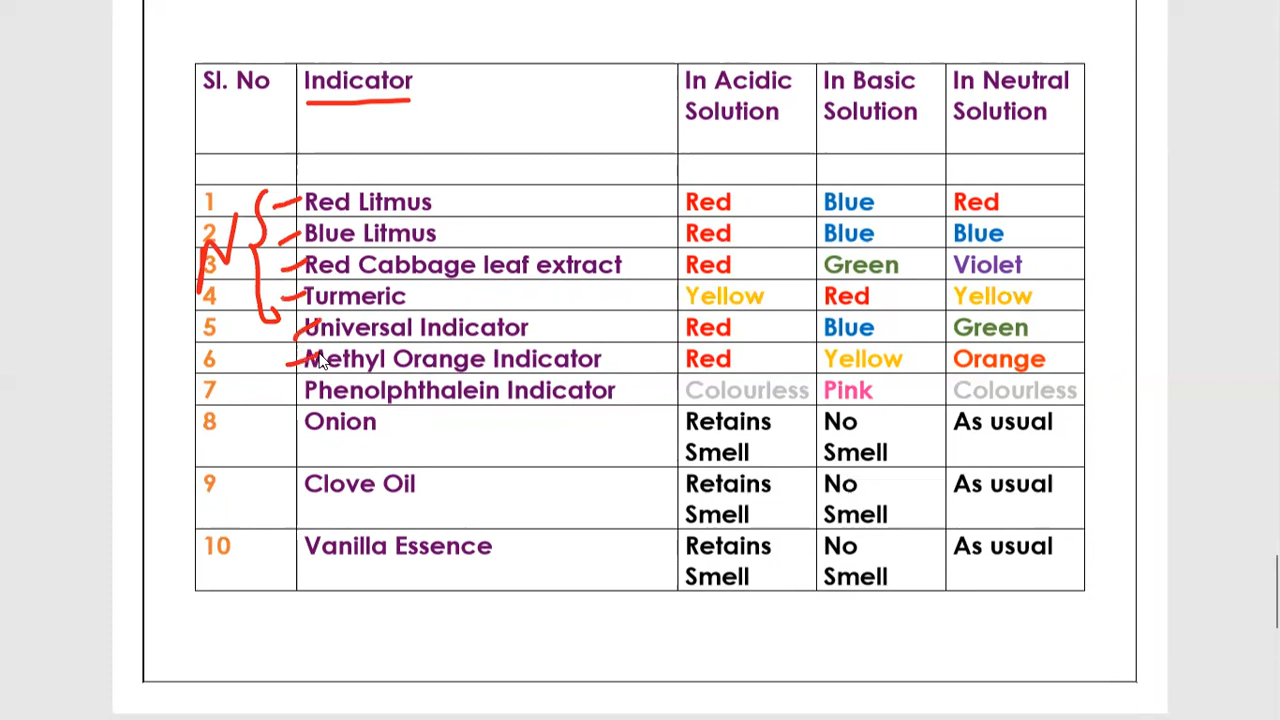 Sl. No Indicator In Acidic Solution In Basic Solution In Neutral Solution
1 Red Litmus Red Blue Red
2 Blue Litmus Red Blue Blue
3 Red Cabbage leaf extract Red Green Violet
4 Turmeric Yellow Red Yellow
5 Universal Indicator Red Blue Green
6 Methyl Orange Indicator Red Yellow Orange
7 Phenolphthalein Indicator Colourless Pink Colourless
8 Onion Retains Smell No Smell As usual
9 Clove Oil Retains Smell No Smell As usual
10 Vanilla Essence Retains Smell No Smell As usual
N